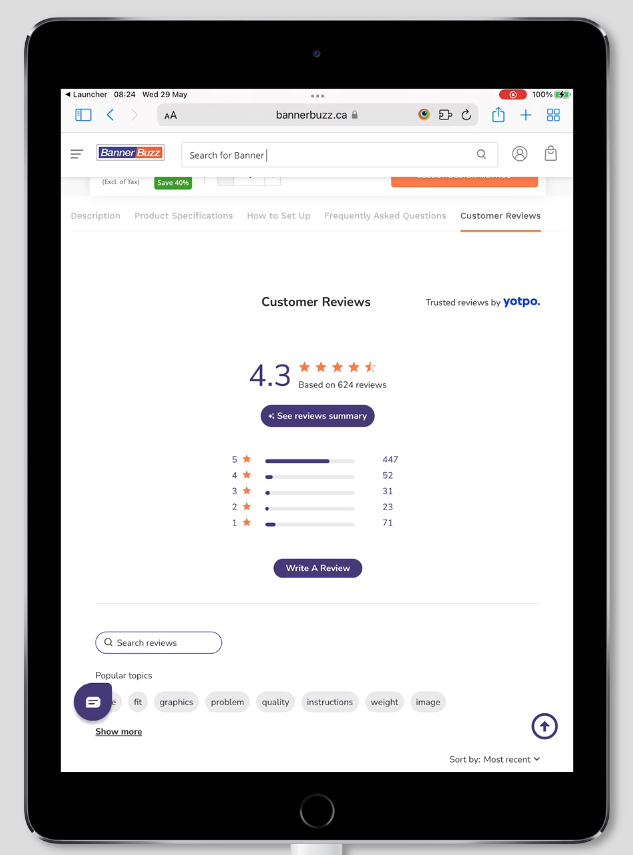 Launcher 08:24 Wed 29 May 100%
AA bannerbuzz.ca
Banner Buzz Search for Banner
(Excl. of Tax) Save 40%
Description Product Specifications How to Set Up Frequently Asked Questions Customer Reviews
Customer Reviews Trusted reviews by yotpo.
4.3
Based on 624 reviews
See reviews summary
5 447
4 52
3 31
2 23
1 71
Write A Review
Search reviews
Popular topics
fit graphics problem quality instructions weight image
Show more
Sort by: Most recent